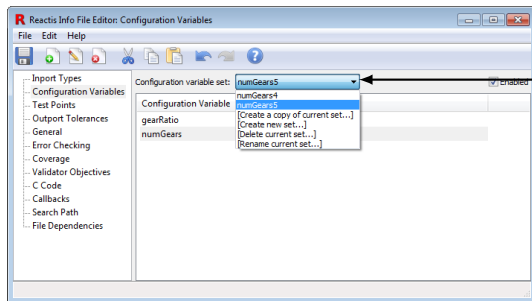 Reactis Info File Editor: Configuration Variables
File Edit Help
Inport Types
Configuration Variables
Test Points
Outport Tolerances
General
Error Checking
Coverage
Validator Objectives
C Code
Callbacks
Search Path
File Dependencies
Configuration variable set: numGears5
Enabled
numGears4
numGears5
[Create a copy of current set...]
[Create new set...]
[Delete current set...]
[Rename current set...]
Configuration Variable
gearRatio
numGears